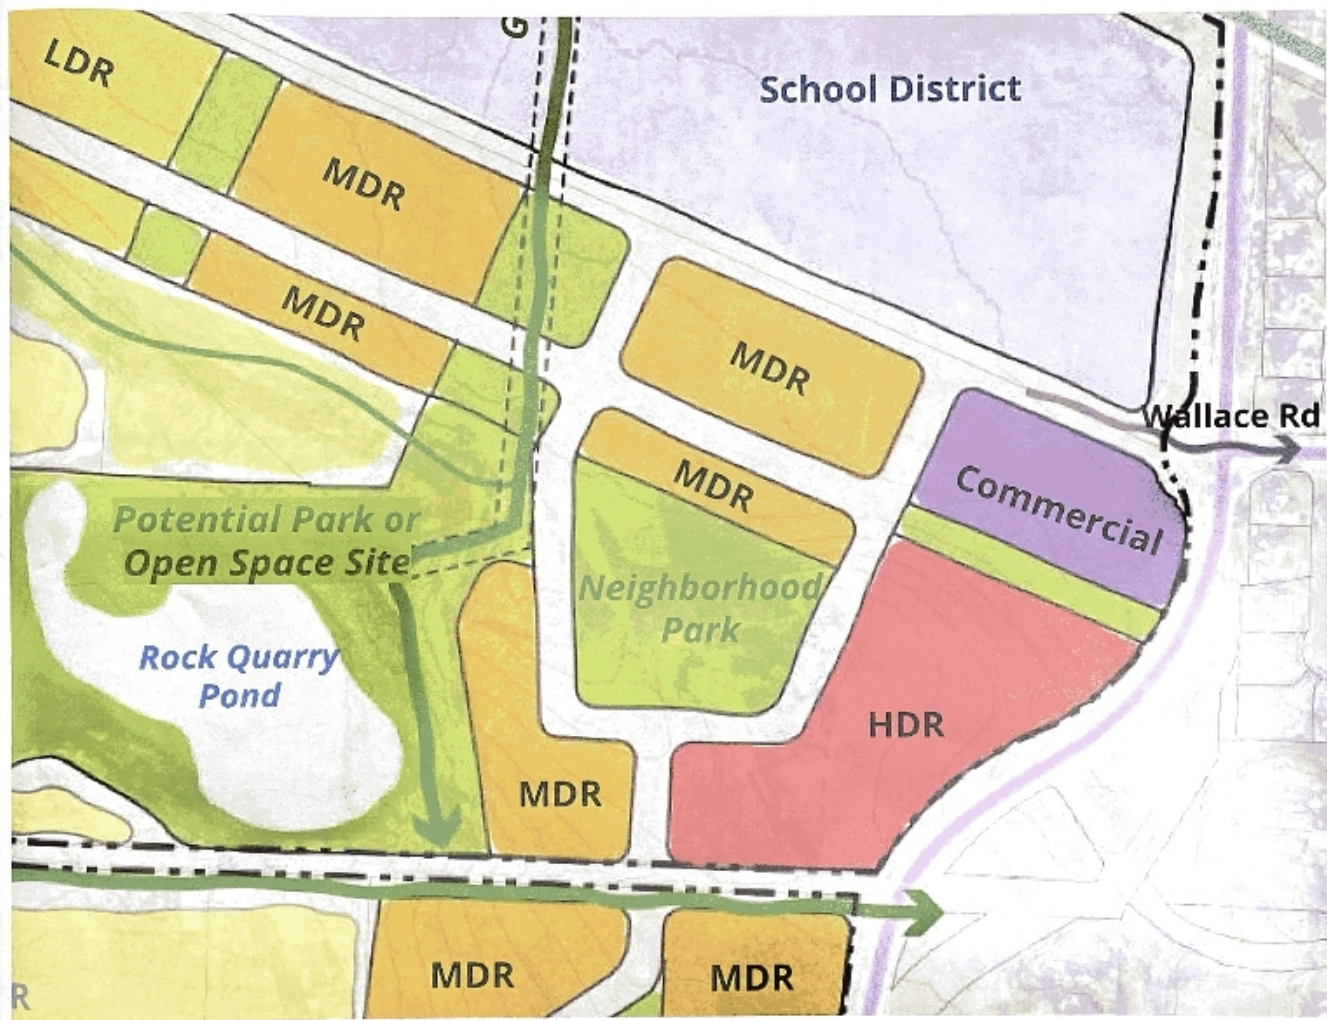 G
School District
LDR
MDR
MDR
MDR
Wallace Rd
MDR
Commercial
Potential Park or
Open Space Site
Neighborhood
Park
Rock Quarry
Pond
HDR
MDR
MDR
MDR
R